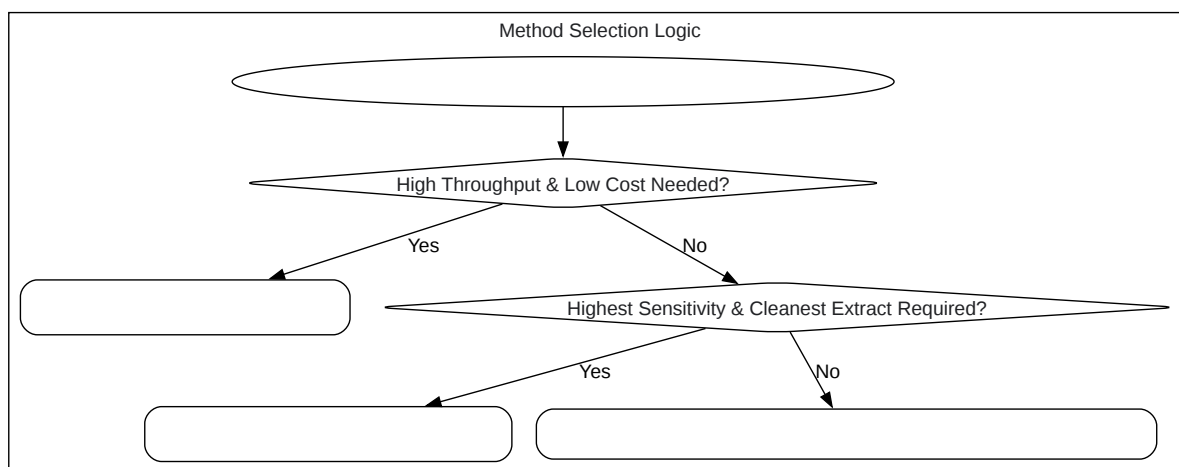 Method Selection Logic
High Throughput & Low Cost Needed?
Yes
No
Highest Sensitivity & Cleanest Extract Required?
Yes
No